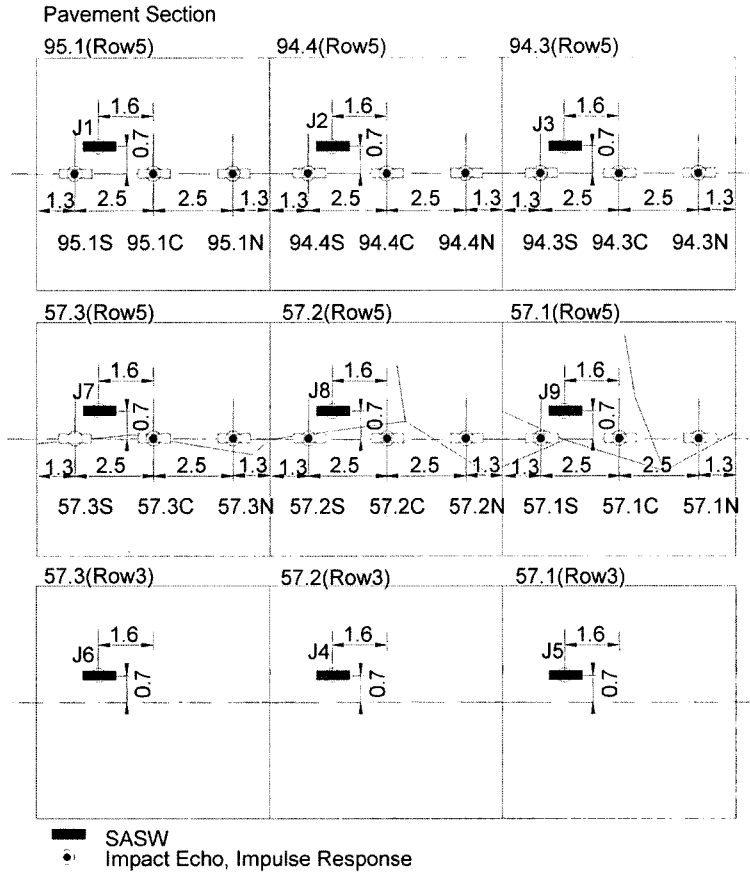 Pavement Section
95.1(Row5) 94.4(Row5) 94.3(Row5)
1.6 1.6 1.6
J1 J2 J3
0.7 0.7 0.7
1.3 2.5 2.5 1.3 1.3 2.5 2.5 1.3 1.3 2.5 2.5 1.3
95.1S 95.1C 95.1N 94.4S 94.4C 94.4N 94.3S 94.3C 94.3N
57.3(Row5) 57.2(Row5) 57.1(Row5)
1.6 1.6 1.6
J7 J8 J9
0.7 0.7 0.7
1.3 2.5 2.5 1.3 1.3 2.5 2.5 1.3 1.3 2.5 2.5 1.3
57.3S 57.3C 57.3N 57.2S 57.2C 57.2N 57.1S 57.1C 57.1N
57.3(Row3) 57.2(Row3) 57.1(Row3)
1.6 1.6 1.6
J6 J4 J5
0.7 0.7 0.7
SASW
Impact Echo, Impulse Response